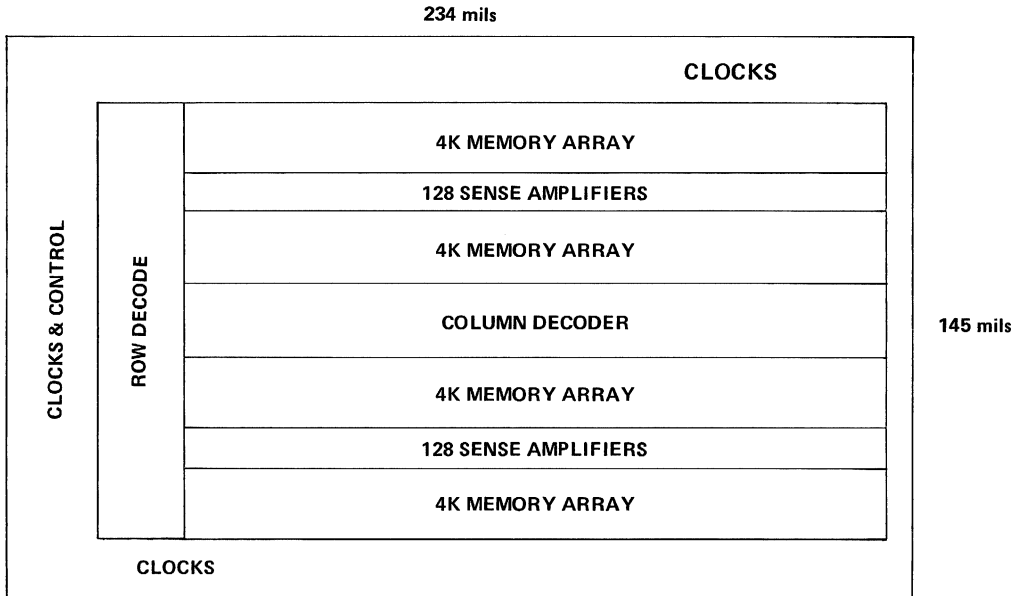 234 mils
CLOCKS
4K MEMORY ARRAY
128 SENSE AMPLIFIERS
4K MEMORY ARRAY
CLOCKS & CONTROL
ROW DECODE
COLUMN DECODER
145 mils
4K MEMORY ARRAY
128 SENSE AMPLIFIERS
4K MEMORY ARRAY
CLOCKS